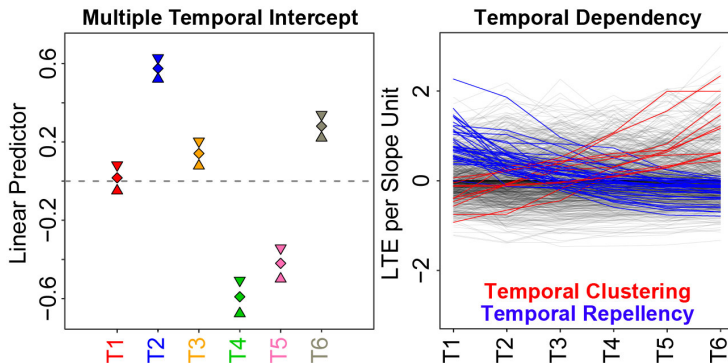 Multiple Temporal Intercept
Linear Predictor
0.6
0.2
−0.2
−0.6
T1
T2
T3
T4
T5
T6
Temporal Dependency
LTE per Slope Unit
2
0
−2
Temporal Clustering
Temporal Repellency
T1
T2
T3
T4
T5
T6